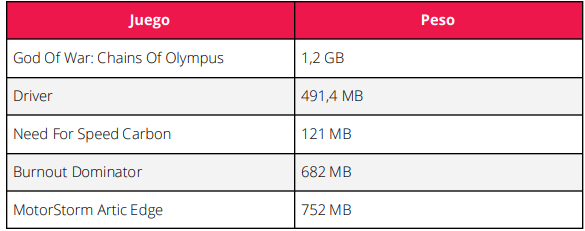 Juego Peso
God Of War: Chains Of Olympus 1,2 GB
Driver 491,4 MB
Need For Speed Carbon 121 MB
Burnout Dominator 682 MB
MotorStorm Artic Edge 752 MB